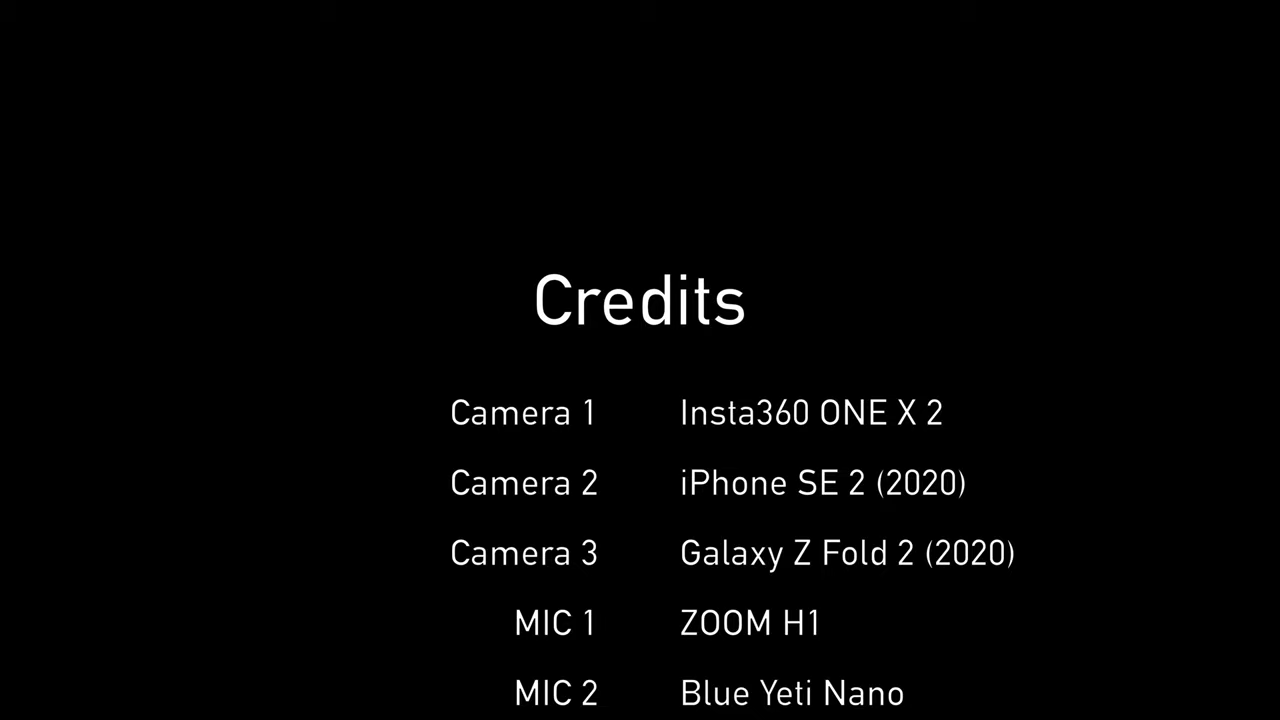 Credits
Camera 1 Insta360 ONE X 2
Camera 2 iPhone SE 2 (2020)
Camera 3 Galaxy Z Fold 2 (2020)
MIC 1 ZOOM H1
MIC 2 Blue Yeti Nano